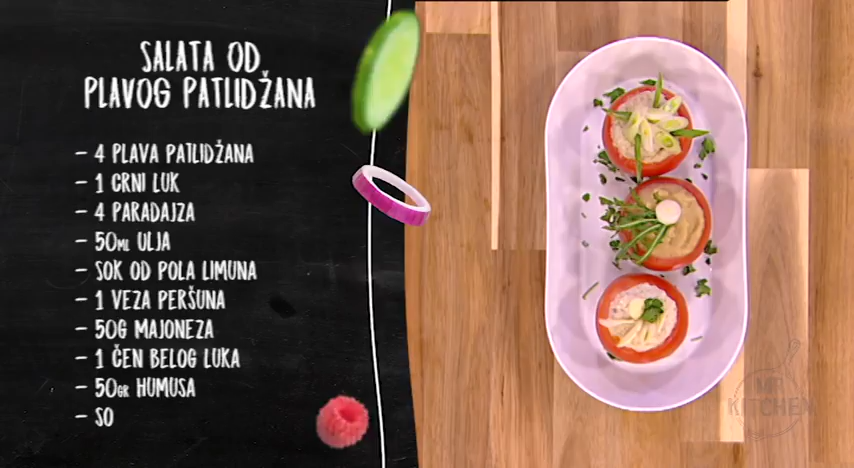 SALATA OD
PLAVOG PATLIDŽANA
- 4 PLAVA PATLIDŽANA
- 1 CRNI LUK
- 4 PARADAJZA
- 50ML ULJA
- SOK OD POLA LIMUNA
- 1 VEZA PERŠUNA
- 50G MAJONEZA
- 1 ČEN BELOG LUKA
- 50GR HUMUSA
- SO
MR
KITCHEN